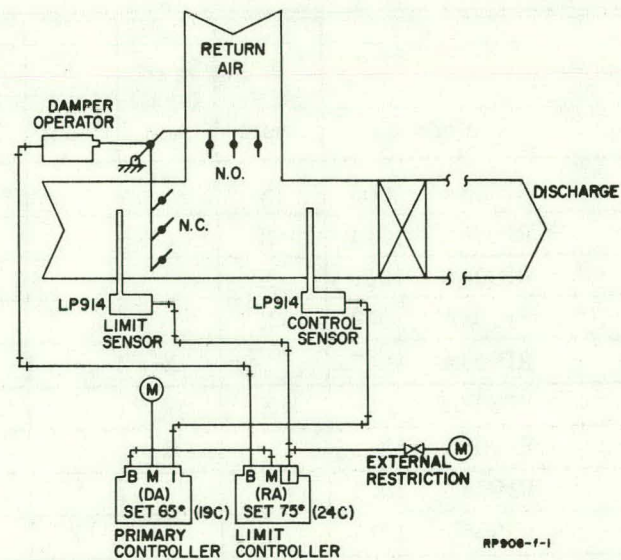 RETURN
AIR
DAMPER
OPERATOR
N.O.
DISCHARGE
N.C.
LP914
LIMIT
SENSOR
LP914
CONTROL
SENSOR
M
M
EXTERNAL
RESTRICTION
B M I
(DA)
SET 65° (19C)
PRIMARY
CONTROLLER
B M I
(RA)
SET 75° (24C)
LIMIT
CONTROLLER
RP908-1-1